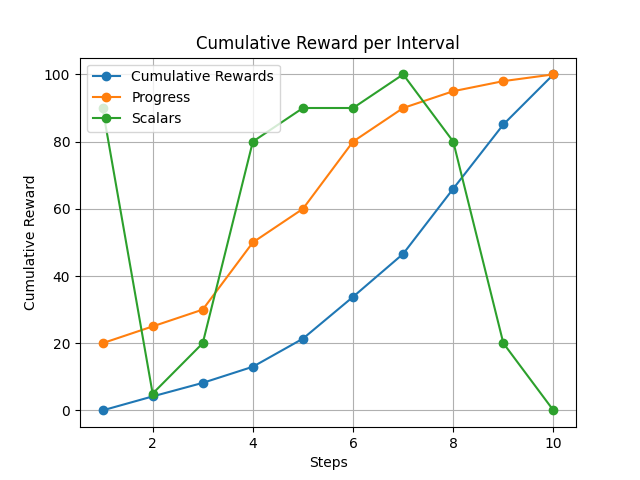 Cumulative Reward per Interval
Cumulative Rewards
Progress
Scalars
100
80
60
40
20
0
Cumulative Reward
2
4
6
8
10
Steps